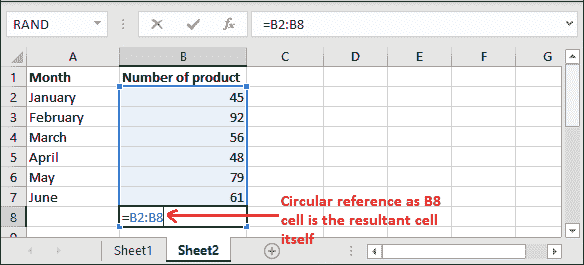 RAND =B2:B8
A B C D E F G
1 Month Number of product
2 January 45
3 February 92
4 March 56
5 April 48
6 May 79
7 June 61
8 =B2:B8
Circular reference as B8
cell is the resultant cell
itself
Sheet1 Sheet2